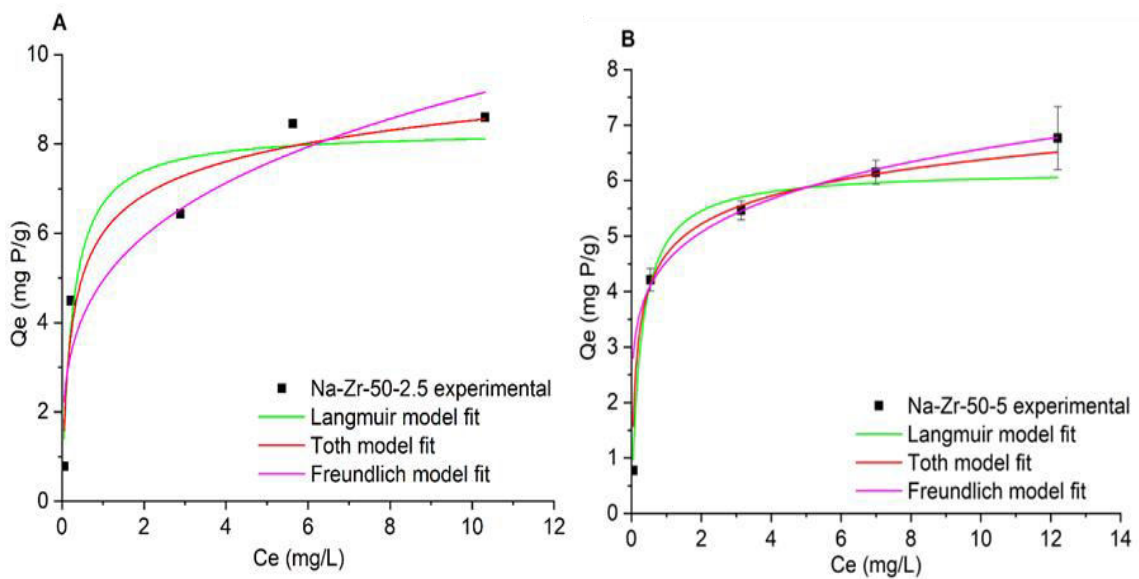 A
10
8
6
4
2
0
Qe (mg P/g)
Na-Zr-50-2.5 experimental
Langmuir model fit
Toth model fit
Freundlich model fit
0 2 4 6 8 10 12
Ce (mg/L)
B
8
7
6
5
4
3
2
1
0
Qe (mg P/g)
Na-Zr-50-5 experimental
Langmuir model fit
Toth model fit
Freundlich model fit
0 2 4 6 8 10 12 14
Ce (mg/L)